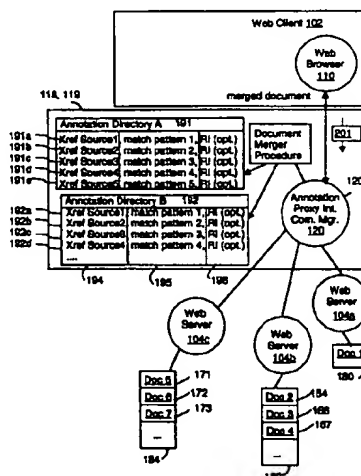 Web Client 102
Web Browser 110
merged document
118, 119
201
Annotation Directory A 191
191a Xref Source1, match pattern 1, RI (opt.)
191b Xref Source2, match pattern 2, RI (opt.)
191c Xref Source3, match pattern 3, RI (opt.)
191d Xref Source4, match pattern 4, RI (opt.)
191e Xref Source5, match pattern 5, RI (opt.)
Document Merger Procedure
120
Annotation Directory B 192
192a Xref Source1, match pattern 1, RI (opt.)
192b Xref Source2, match pattern 2, RI (opt.)
192c Xref Source3, match pattern 3, RI (opt.)
192d Xref Source4, match pattern 4, RI (opt.)
....
Annotation Proxy Int. Com. Mgr. 120
194 195 196
Web Server 104a
Web Server 104c
Web Server 104b
Doc 1
180
Doc 5 171
Doc 6 172
Doc 7 173
...
184
Doc 2
Doc 3
Doc 4 167
...